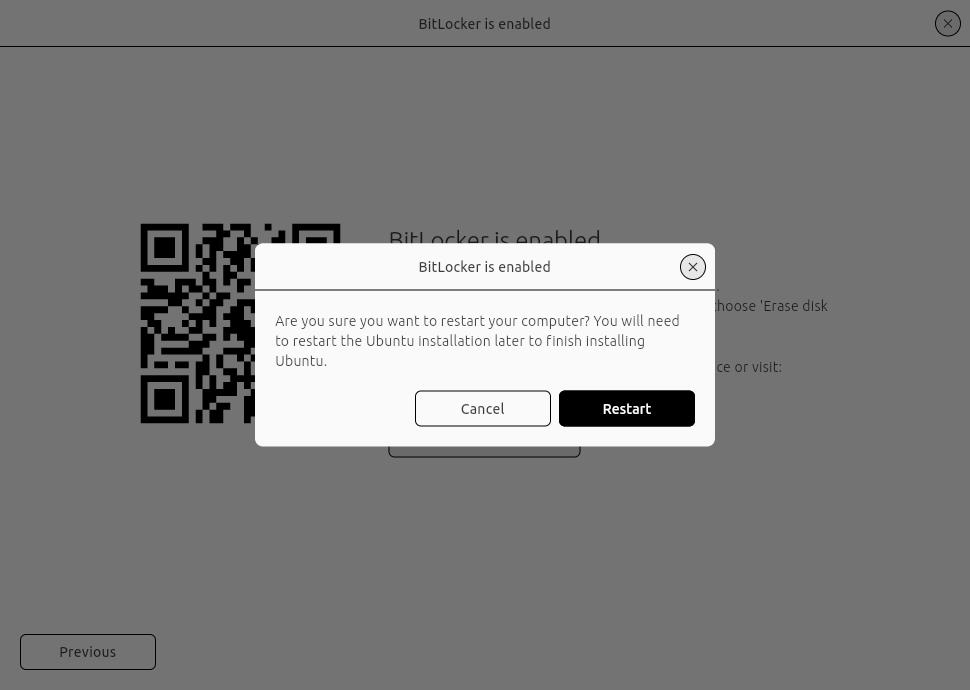 BitLocker is enabled
BitLocker is enabled
BitLocker is enabled
choose 'Erase disk
Are you sure you want to restart your computer? You will need
to restart the Ubuntu installation later to finish installing
Ubuntu.
or visit:
Cancel
Restart
Previous